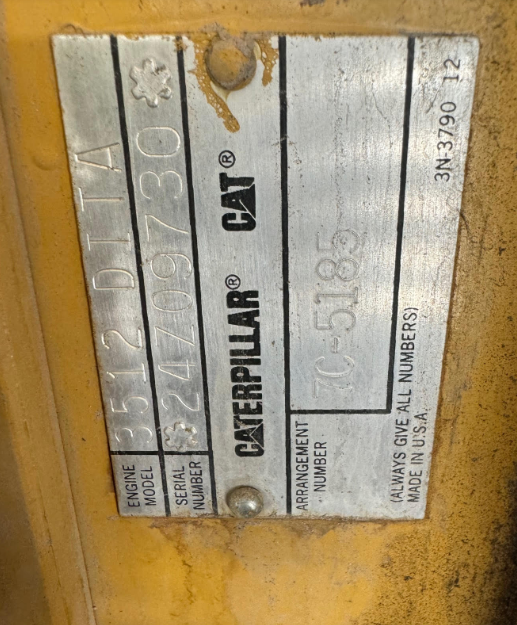 ENGINE MODEL 3512 DITA
SERIAL NUMBER 24Z09730
CATERPILLAR® CAT®
ARRANGEMENT NUMBER 7C-5185
(ALWAYS GIVE ALL NUMBERS)
MADE IN U.S.A.
3N-3790 12